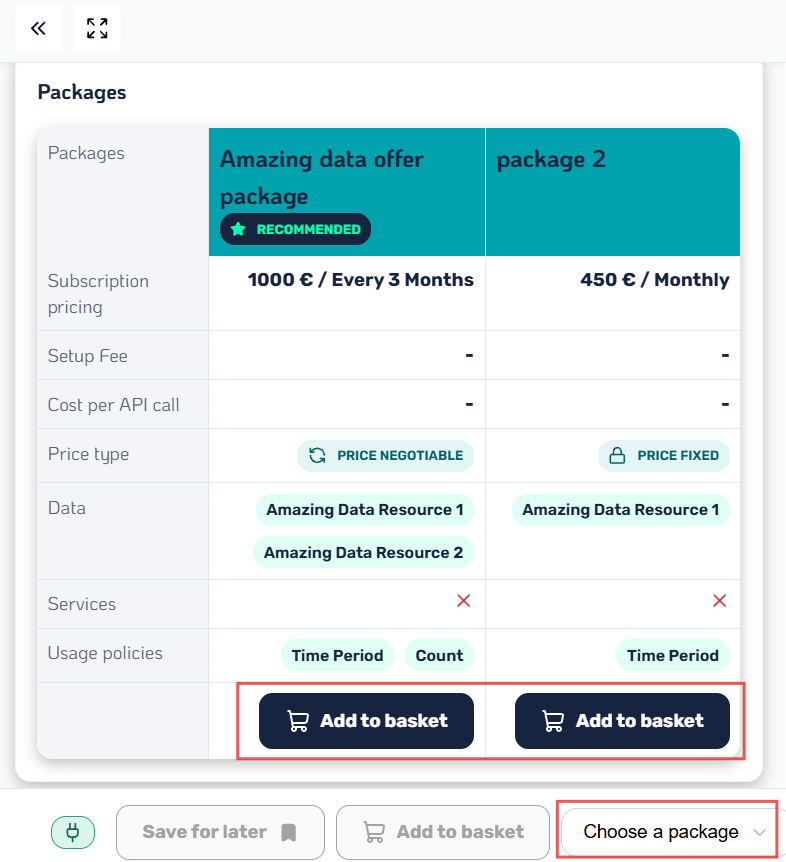 Packages
Packages
Amazing data offer
package
RECOMMENDED
package 2
Subscription
pricing
1000 € / Every 3 Months
450 € / Monthly
Setup Fee
-
-
Cost per API call
-
-
Price type
PRICE NEGOTIABLE
PRICE FIXED
Data
Amazing Data Resource 1
Amazing Data Resource 2
Amazing Data Resource 1
Services
Usage policies
Time Period
Count
Time Period
Add to basket
Add to basket
Save for later
Add to basket
Choose a package